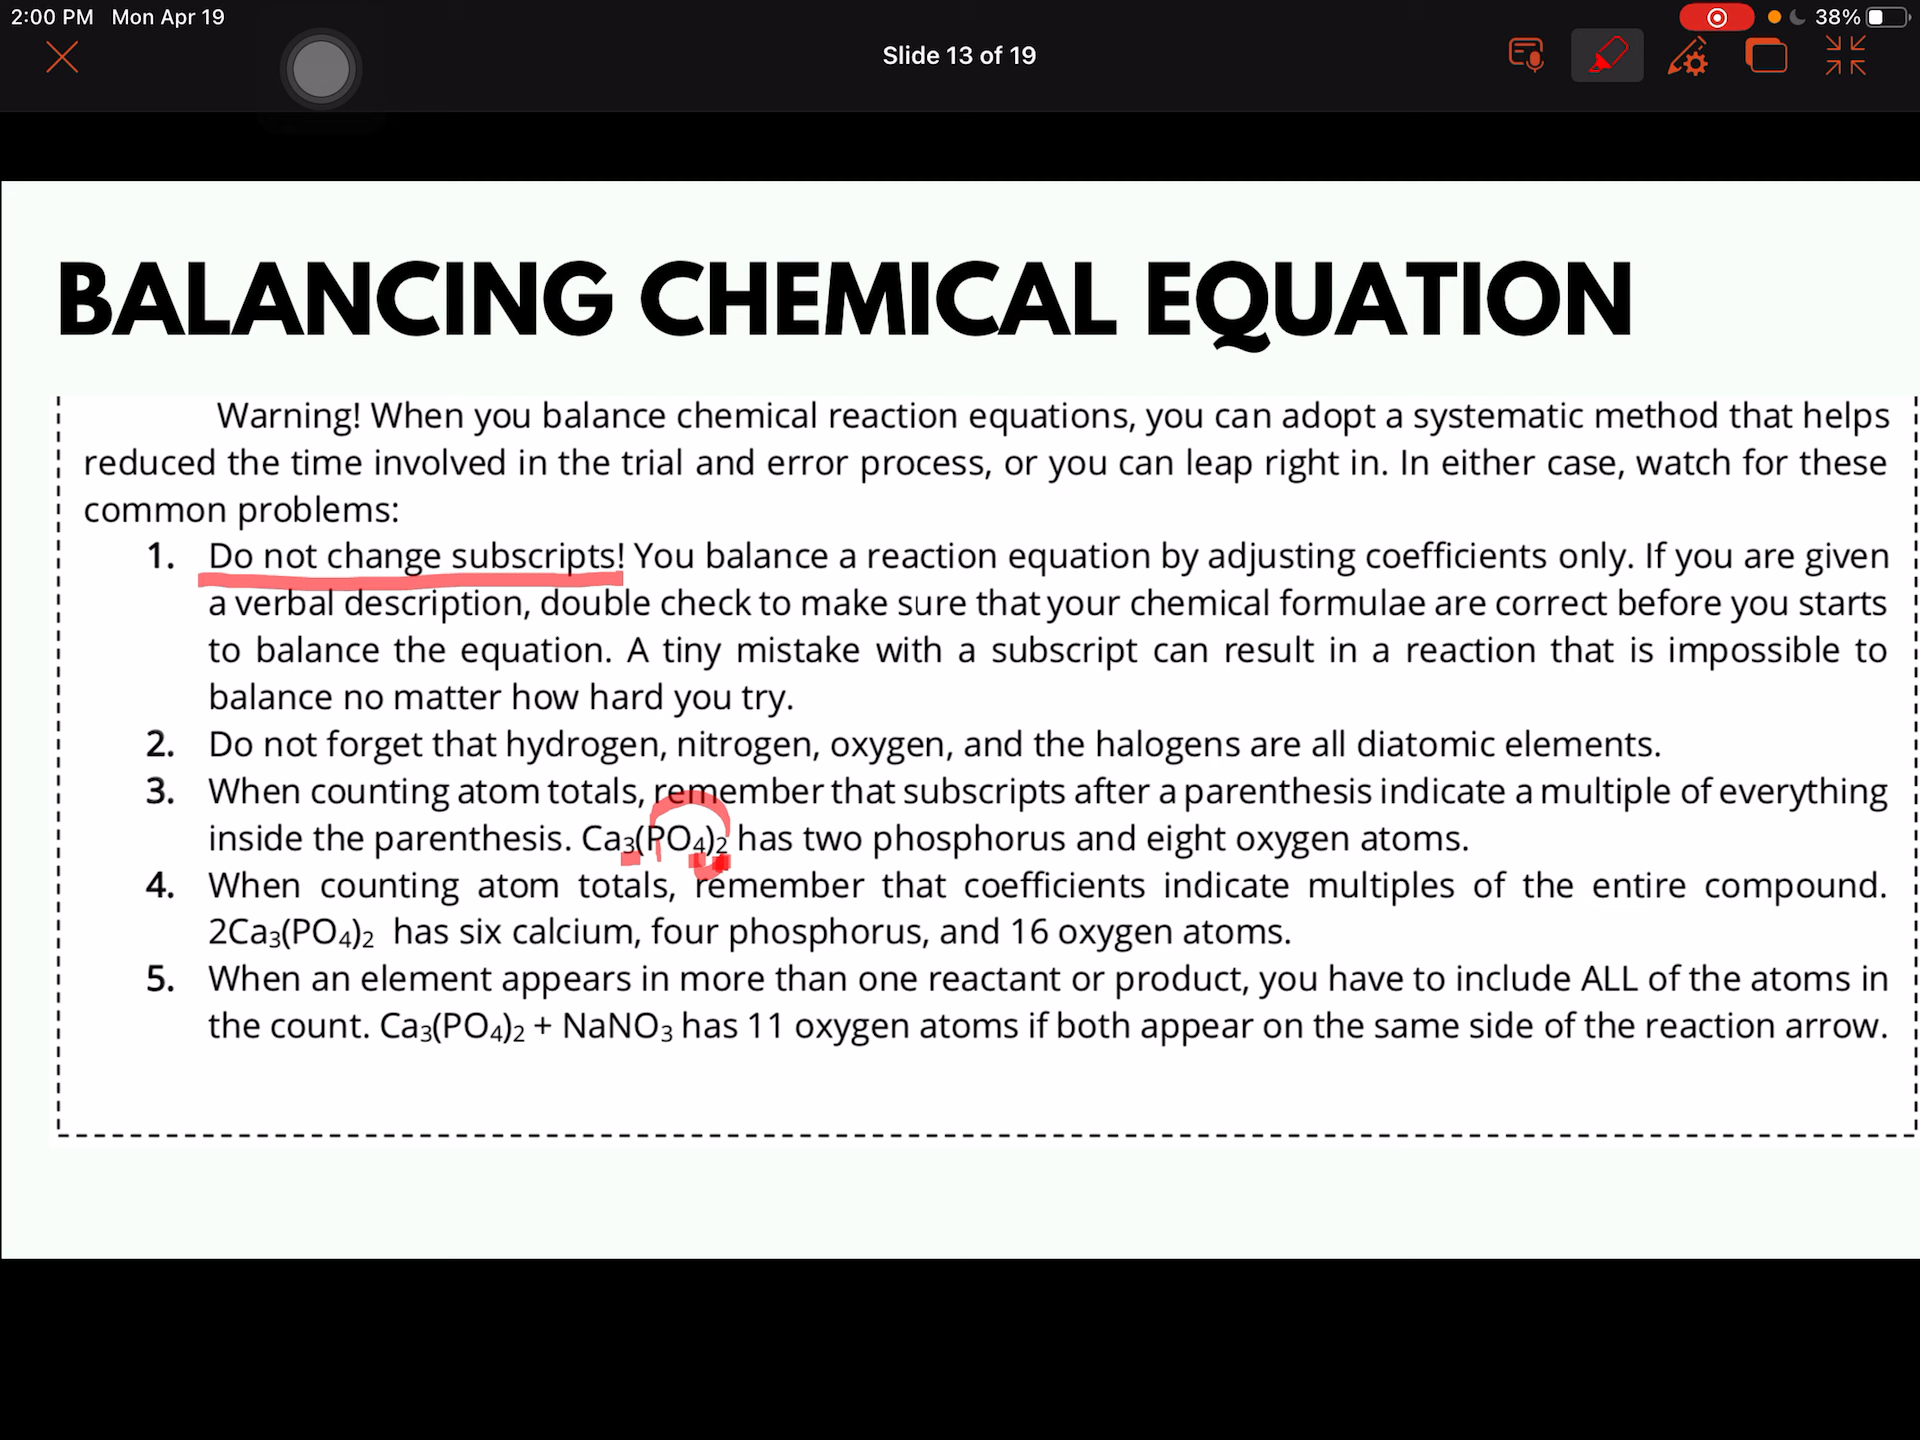 2:00 PM Mon Apr 19
38%
Slide 13 of 19
BALANCING CHEMICAL EQUATION
Warning! When you balance chemical reaction equations, you can adopt a systematic method that helps
reduced the time involved in the trial and error process, or you can leap right in. In either case, watch for these
common problems:
1. Do not change subscripts! You balance a reaction equation by adjusting coefficients only. If you are given
a verbal description, double check to make sure that your chemical formulae are correct before you starts
to balance the equation. A tiny mistake with a subscript can result in a reaction that is impossible to
balance no matter how hard you try.
2. Do not forget that hydrogen, nitrogen, oxygen, and the halogens are all diatomic elements.
3. When counting atom totals, remember that subscripts after a parenthesis indicate a multiple of everything
inside the parenthesis. Ca₃(PO₄)₂ has two phosphorus and eight oxygen atoms.
4. When counting atom totals, remember that coefficients indicate multiples of the entire compound.
2Ca₃(PO₄)₂ has six calcium, four phosphorus, and 16 oxygen atoms.
5. When an element appears in more than one reactant or product, you have to include ALL of the atoms in
the count. Ca₃(PO₄)₂ + NaNO₃ has 11 oxygen atoms if both appear on the same side of the reaction arrow.